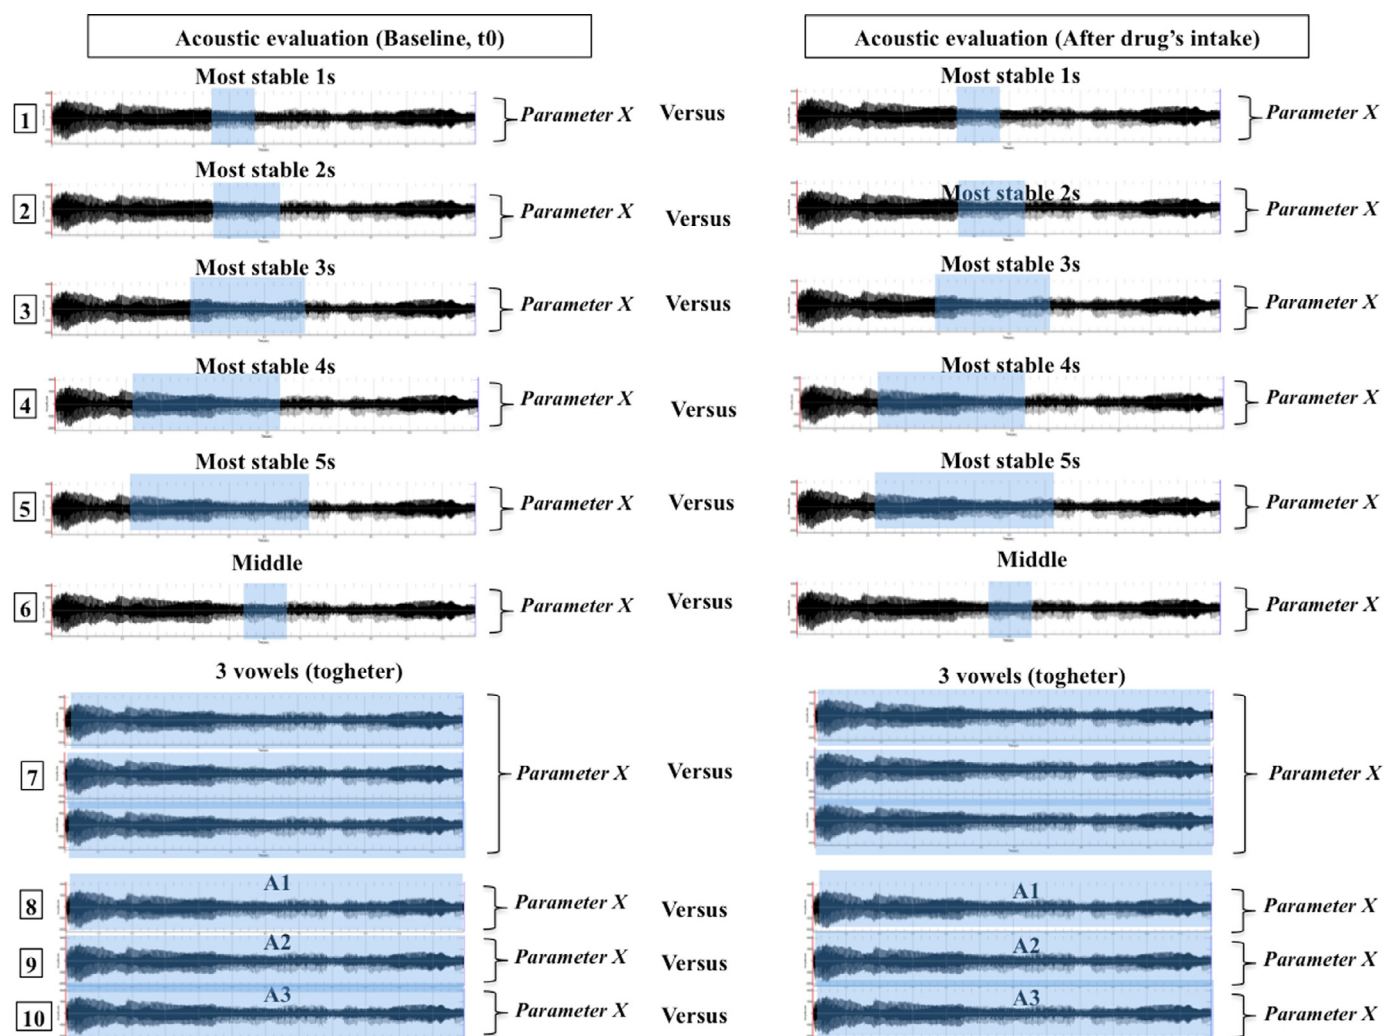 Acoustic evaluation (Baseline, t0)
Acoustic evaluation (After drug's intake)
Most stable 1s
Most stable 1s
1
Parameter X
Versus
Parameter X
Most stable 2s
Most stable 2s
2
Parameter X
Versus
Parameter X
Most stable 3s
Most stable 3s
3
Parameter X
Versus
Parameter X
Most stable 4s
Most stable 4s
4
Parameter X
Versus
Parameter X
Most stable 5s
Most stable 5s
5
Parameter X
Versus
Parameter X
Middle
Middle
6
Parameter X
Versus
Parameter X
3 vowels (togheter)
3 vowels (togheter)
7
Parameter X
Versus
Parameter X
A1
A1
8
Parameter X
Versus
Parameter X
A2
A2
9
Parameter X
Versus
Parameter X
A3
A3
10
Parameter X
Versus
Parameter X